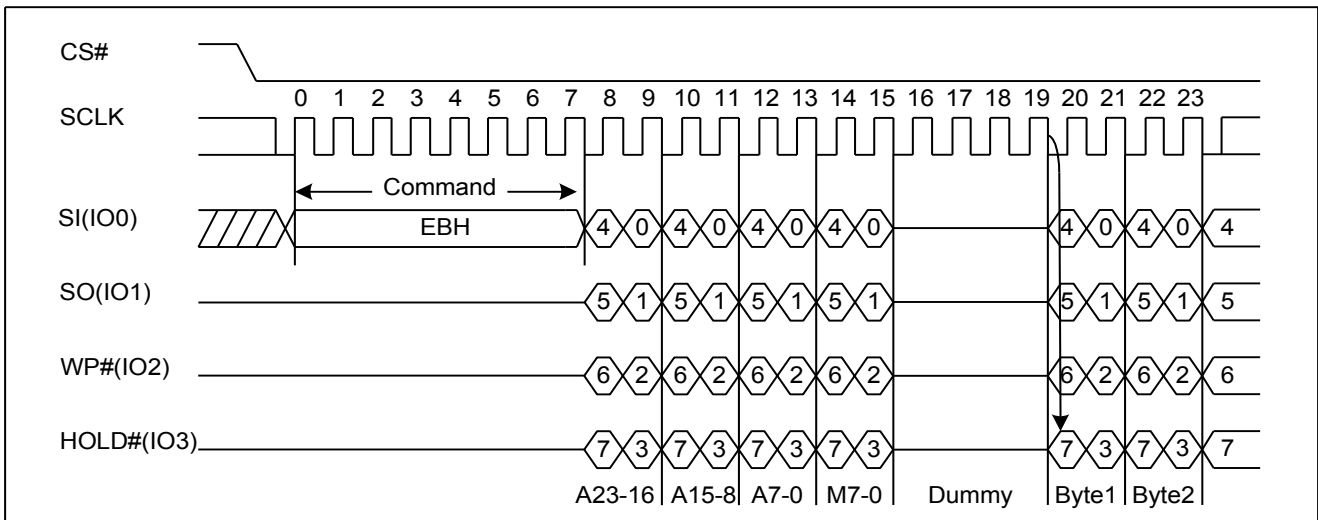 CS#
0 1 2 3 4 5 6 7 8 9 10 11 12 13 14 15 16 17 18 19 20 21 22 23
SCLK
Command
SI(IO0) EBH 4 0 4 0 4 0 4 0 4 0 4 0 4
SO(IO1) 5 1 5 1 5 1 5 1 5 1 5 1 5
WP#(IO2) 6 2 6 2 6 2 6 2 6 2 6 2 6
HOLD#(IO3) 7 3 7 3 7 3 7 3 7 3 7 3 7
A23-16 A15-8 A7-0 M7-0 Dummy Byte1 Byte2